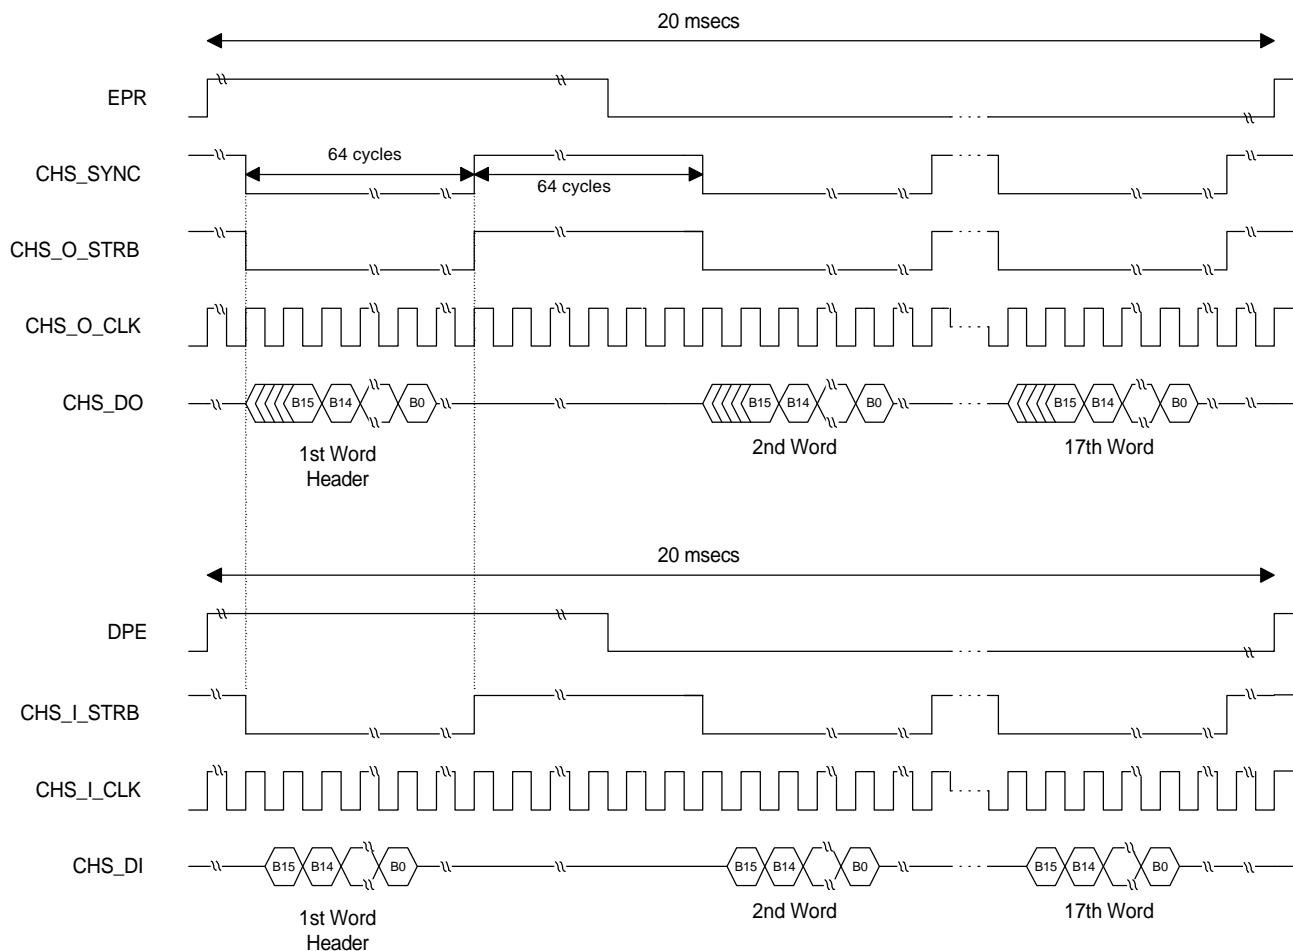 20 msecs
EPR
CHS_SYNC
64 cycles
64 cycles
CHS_O_STRB
CHS_O_CLK
CHS_DO
B15 B14 B0 B15 B14 B0 B15 B14 B0
1st Word
Header
2nd Word
17th Word
20 msecs
DPE
CHS_I_STRB
CHS_I_CLK
CHS_DI
B15 B14 B0 B15 B14 B0 B15 B14 B0
1st Word
Header
2nd Word
17th Word